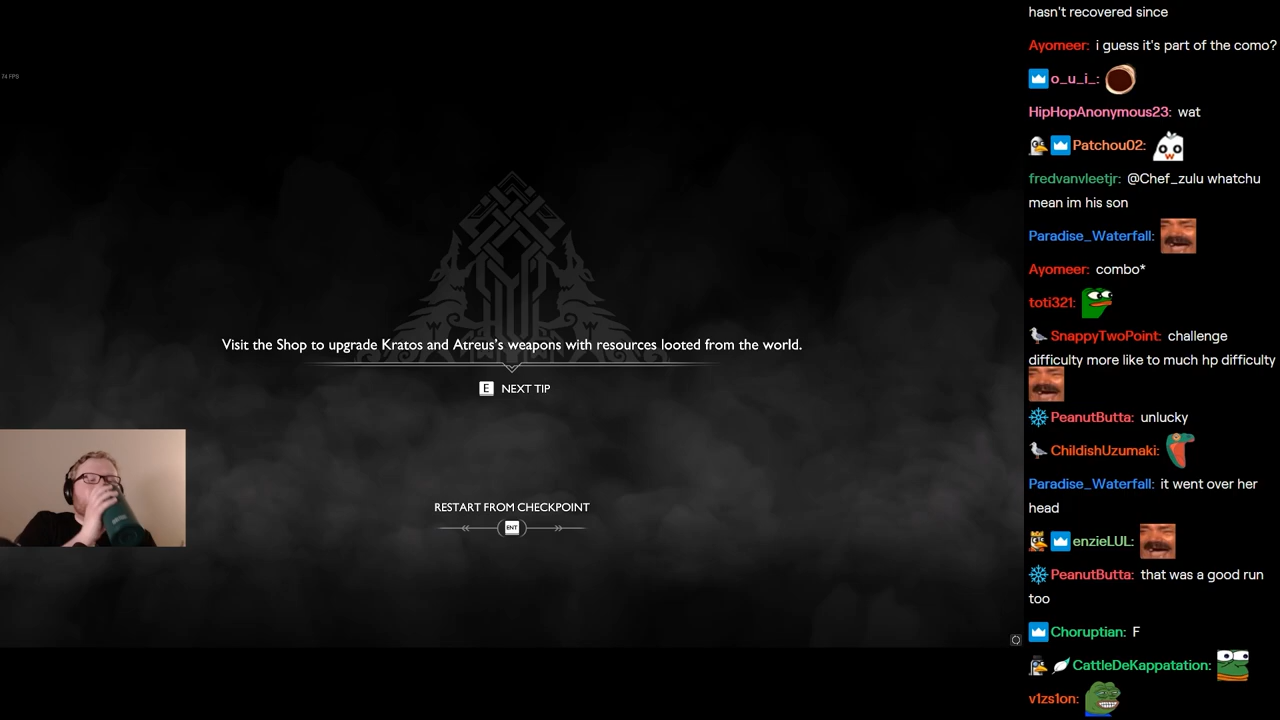 hasn't recovered since
Ayomeer: i guess it's part of the como?
o_u_i_:
HipHopAnonymous23: wat
Patchou02:
fredvanvleetjr: @Chef_zulu whatchu
mean im his son
Paradise_Waterfall:
Ayomeer: combo*
toti321:
SnappyTwoPoint: challenge
difficulty more like to much hp difficulty
PeanutButta: unlucky
ChildishUzumaki:
Paradise_Waterfall: it went over her
head
enzieLUL:
PeanutButta: that was a good run
too
Choruptian: F
CattleDeKappatation:
v1zs1on:
74 FPS
Visit the Shop to upgrade Kratos and Atreus's weapons with resources looted from the world.
E NEXT TIP
RESTART FROM CHECKPOINT
ENT